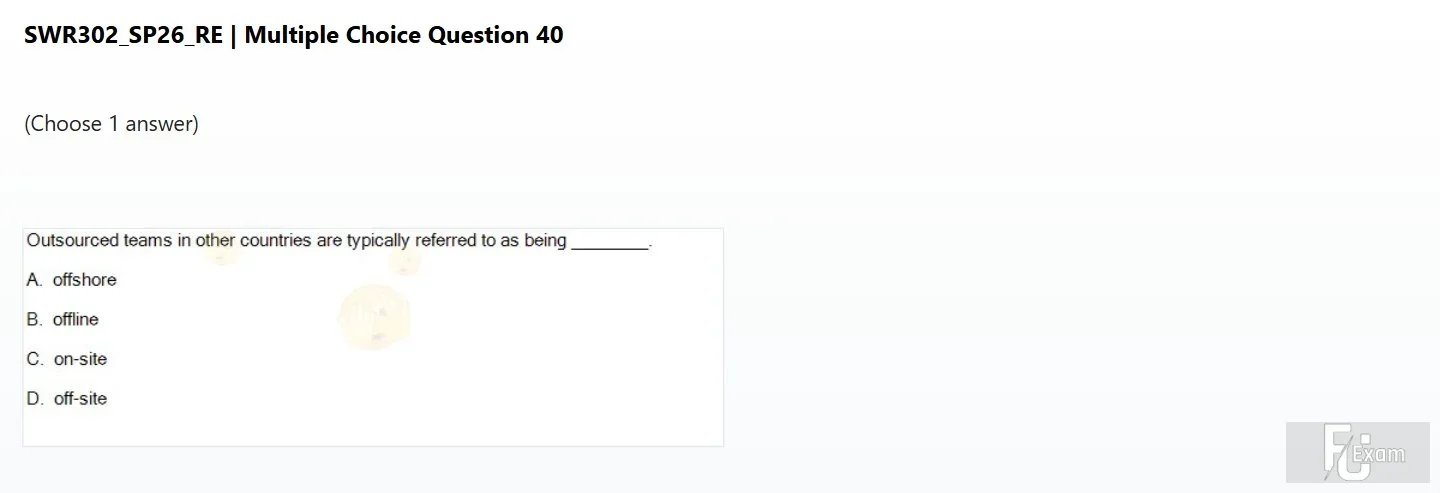 SWR302_SP26_RE | Multiple Choice Question 40
(Choose 1 answer)
Outsourced teams in other countries are typically referred to as being ________.
A. offshore
B. offline
C. on-site
D. off-site
FU Exam